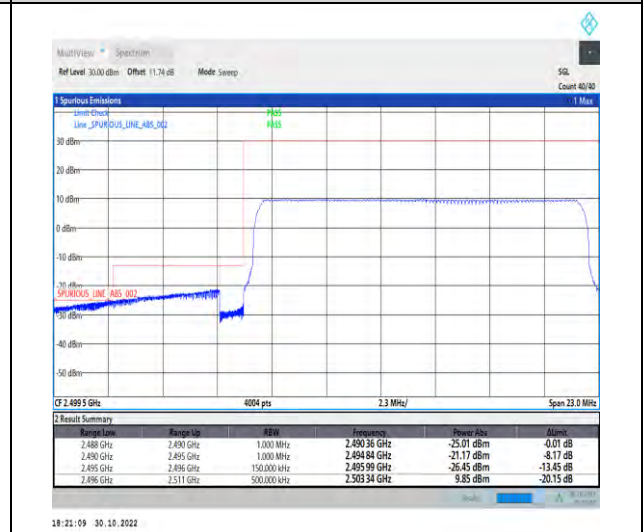 MultiView Spectrum
Ref Level 30.00 dBm Offset 11.74 dB Mode Sweep SGL
Count 40/40
1 Spurious Emissions 1 Max
Limit Check PASS
Line _SPURIOUS_LINE_ABS_002 PASS
30 dBm
20 dBm
10 dBm
0 dBm
-10 dBm
-20 dBm
SPURIOUS_LINE_ABS_002
-30 dBm
-40 dBm
-50 dBm
CF 2.4995 GHz 4004 pts 2.3 MHz/ Span 23.0 MHz
2 Result Summary
Range Low Range Up RBW Frequency Power Abs ΔLimit
2.488 GHz 2.490 GHz 1.000 MHz 2.490 36 GHz -25.01 dBm -0.01 dB
2.490 GHz 2.495 GHz 1.000 MHz 2.494 84 GHz -21.17 dBm -8.17 dB
2.495 GHz 2.496 GHz 150.000 kHz 2.495 99 GHz -26.45 dBm -13.45 dB
2.496 GHz 2.511 GHz 500.000 kHz 2.503 34 GHz 9.85 dBm -20.15 dB
Ready
18:21:09 30.10.2022